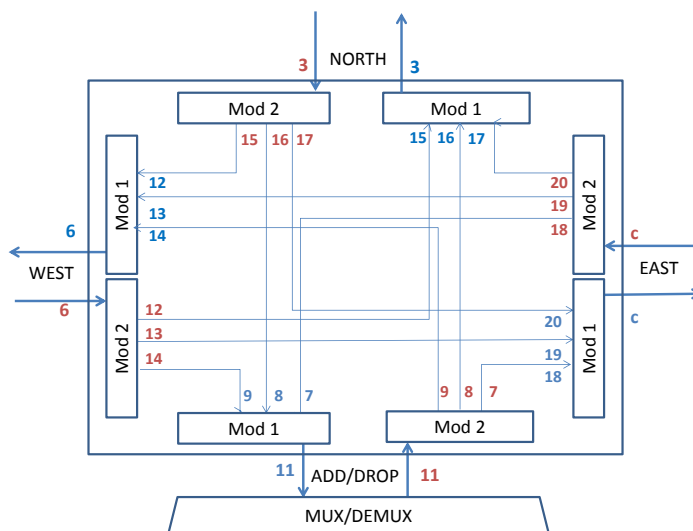 3 NORTH 3
Mod 2 Mod 1
15 16 17 15 16 17
Mod 1 12 20 Mod 2
13 19
6 14 18 c
WEST EAST
6 12 20 c
Mod 2 13 19 Mod 1
14 18
9 8 7 9 8 7
Mod 1 Mod 2
11 ADD/DROP 11
MUX/DEMUX